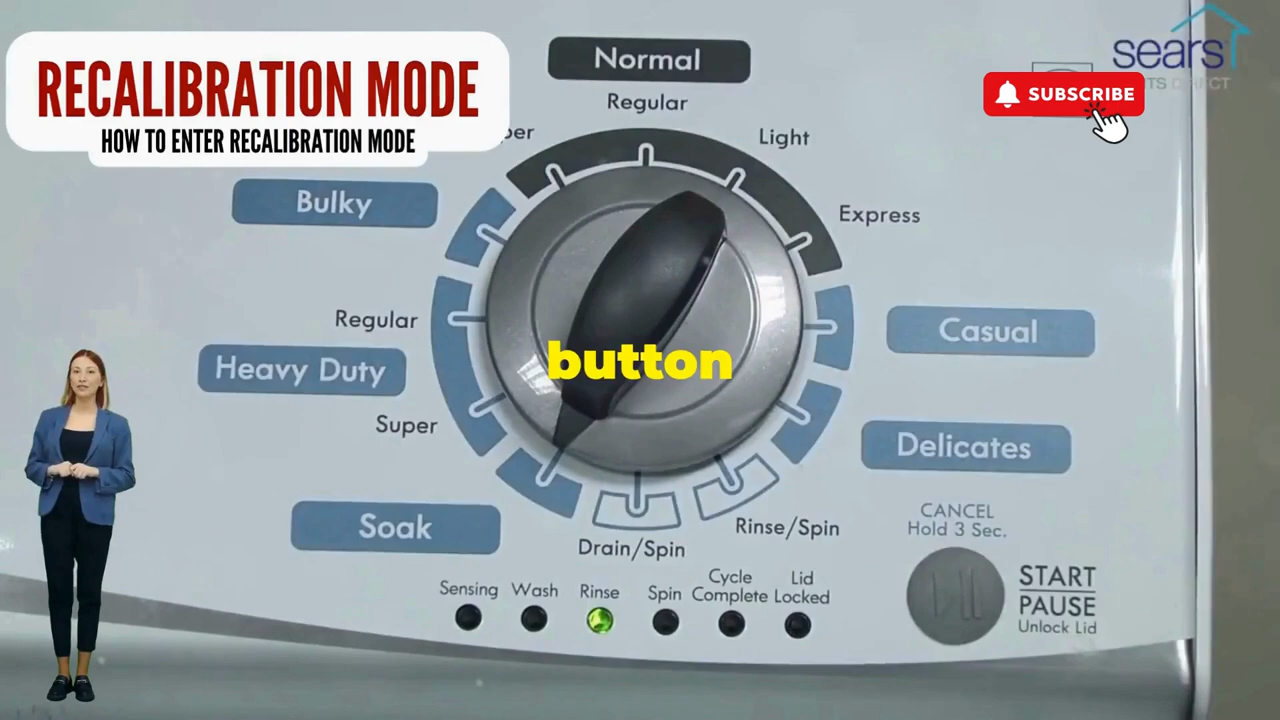 RECALIBRATION MODE
HOW TO ENTER RECALIBRATION MODE
sears
DIRECT
SUBSCRIBE
Normal
Regular
Light
Express
Bulky
Regular
Heavy Duty
Super
Casual
Delicates
button
Soak
Drain/Spin
Rinse/Spin
CANCEL
Hold 3 Sec.
Sensing
Wash
Rinse
Spin
Cycle
Complete
Lid
Locked
START
PAUSE
Unlock Lid